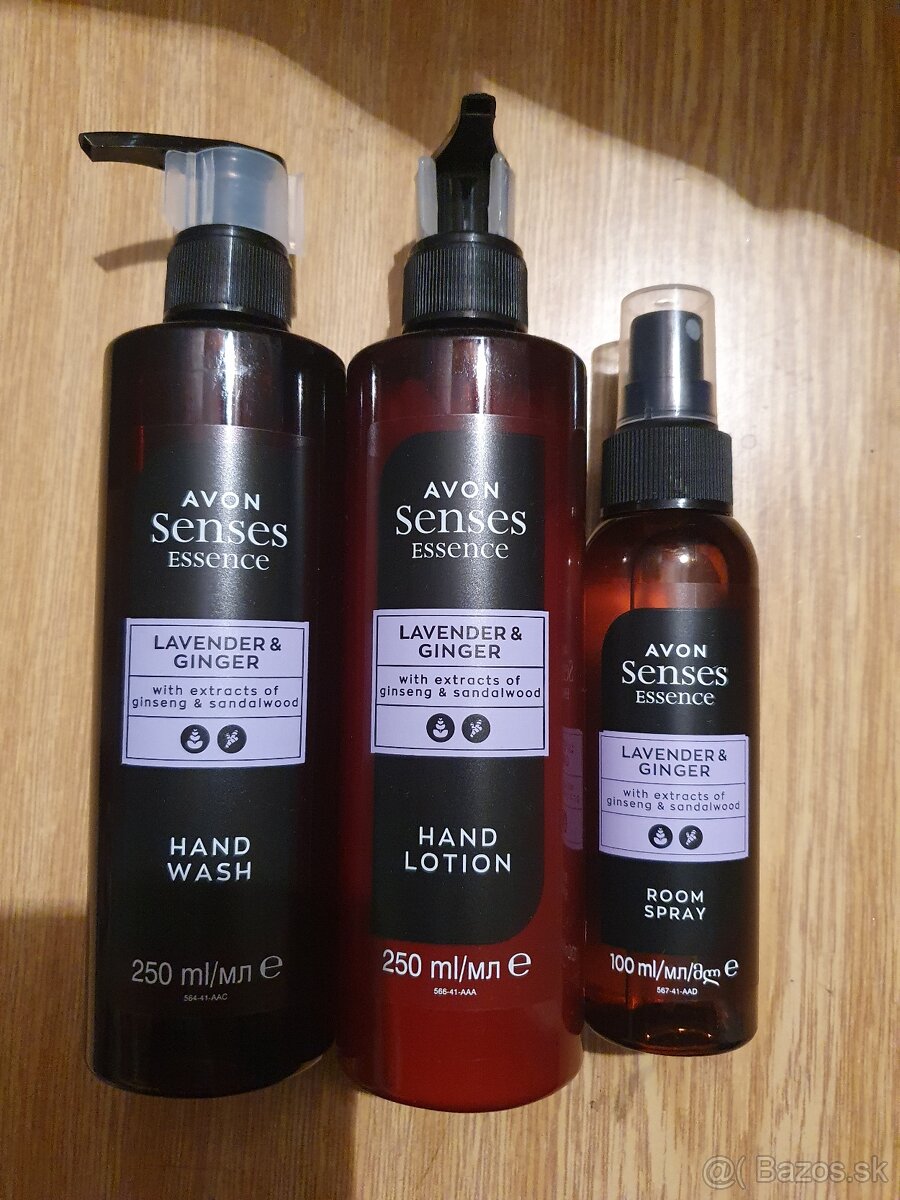 AVON
Senses
ESSENCE
LAVENDER &
GINGER
with extracts of
ginseng & sandalwood
HAND
WASH
250 ml/мл e
564-41-AAC
AVON
Senses
ESSENCE
LAVENDER &
GINGER
with extracts of
ginseng & sandalwood
HAND
LOTION
250 ml/мл e
566-41-AAA
AVON
Senses
ESSENCE
LAVENDER &
GINGER
with extracts of
ginseng & sandalwood
ROOM
SPRAY
100 ml/мл/მლ e
567-41-AAD
@( Bazos.sk